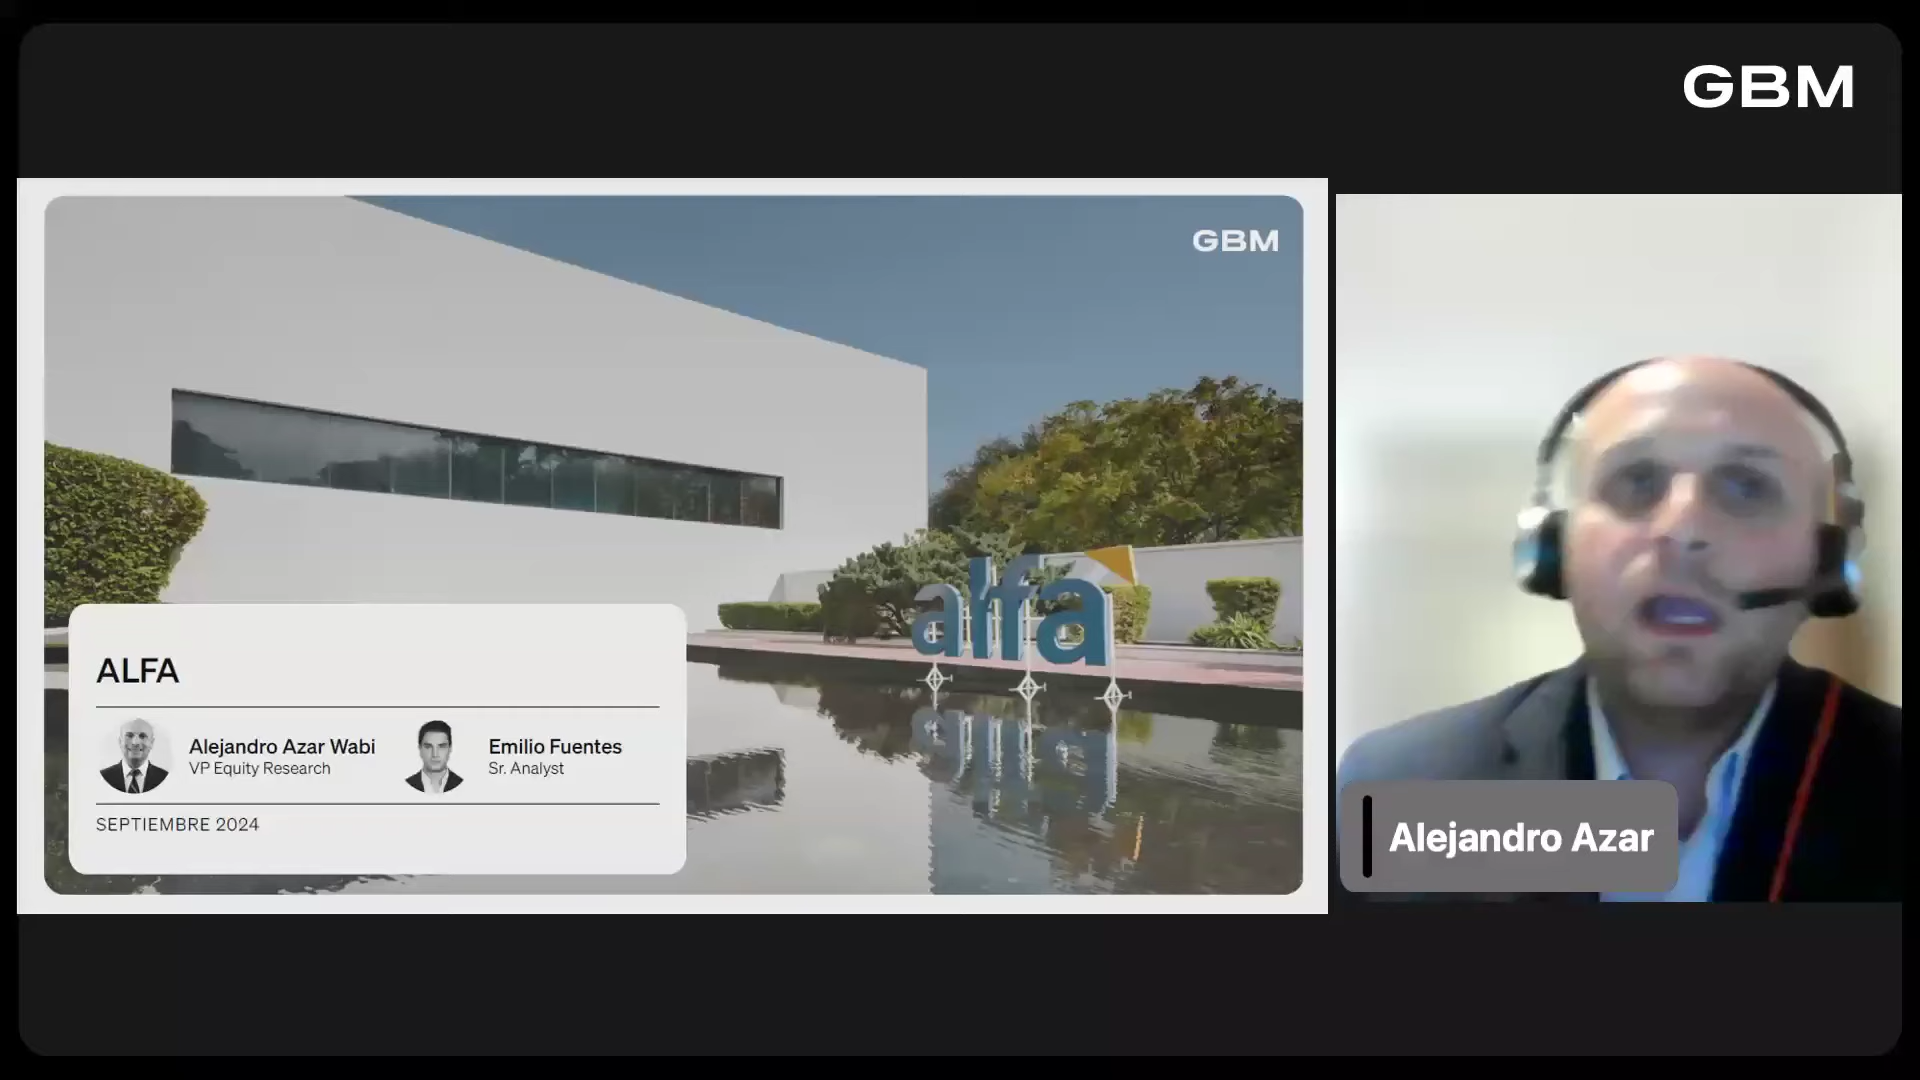 GBM
GBM
alfa
ALFA
Alejandro Azar Wabi
VP Equity Research
Emilio Fuentes
Sr. Analyst
SEPTIEMBRE 2024
Alejandro Azar